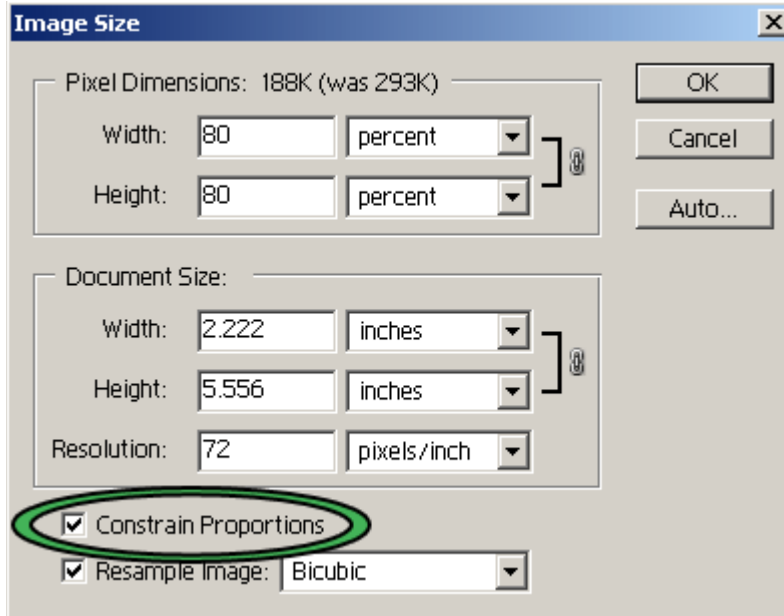 Image Size
Pixel Dimensions: 188K (was 293K)
OK
Width: 80 percent
Cancel
Height: 80 percent
Auto...
Document Size:
Width: 2.222 inches
Height: 5.556 inches
Resolution: 72 pixels/inch
Constrain Proportions
Resample Image: Bicubic